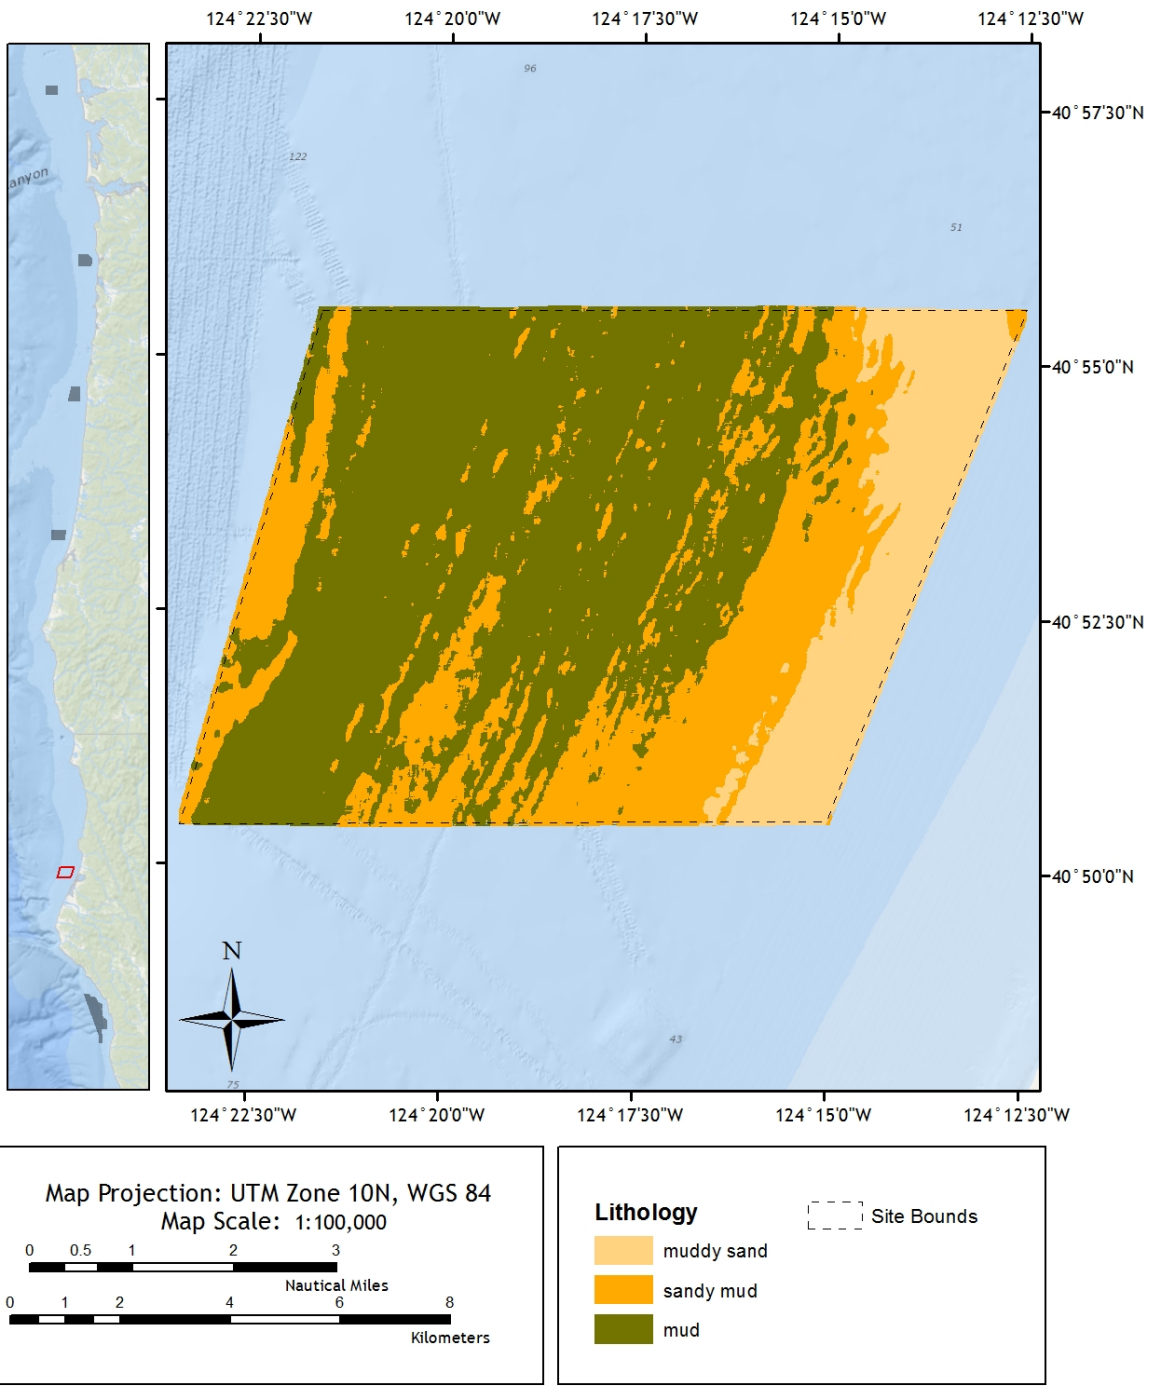 124°22'30"W 124°20'0"W 124°17'30"W 124°15'0"W 124°12'30"W
96
40°57'30"N
122
anyon
51
40°55'0"N
40°52'30"N
40°50'0"N
N
43
75
124°22'30"W 124°20'0"W 124°17'30"W 124°15'0"W 124°12'30"W
Map Projection: UTM Zone 10N, WGS 84
Map Scale: 1:100,000
0 0.5 1 2 3
Nautical Miles
0 1 2 4 6 8
Kilometers
Lithology
Site Bounds
muddy sand
sandy mud
mud